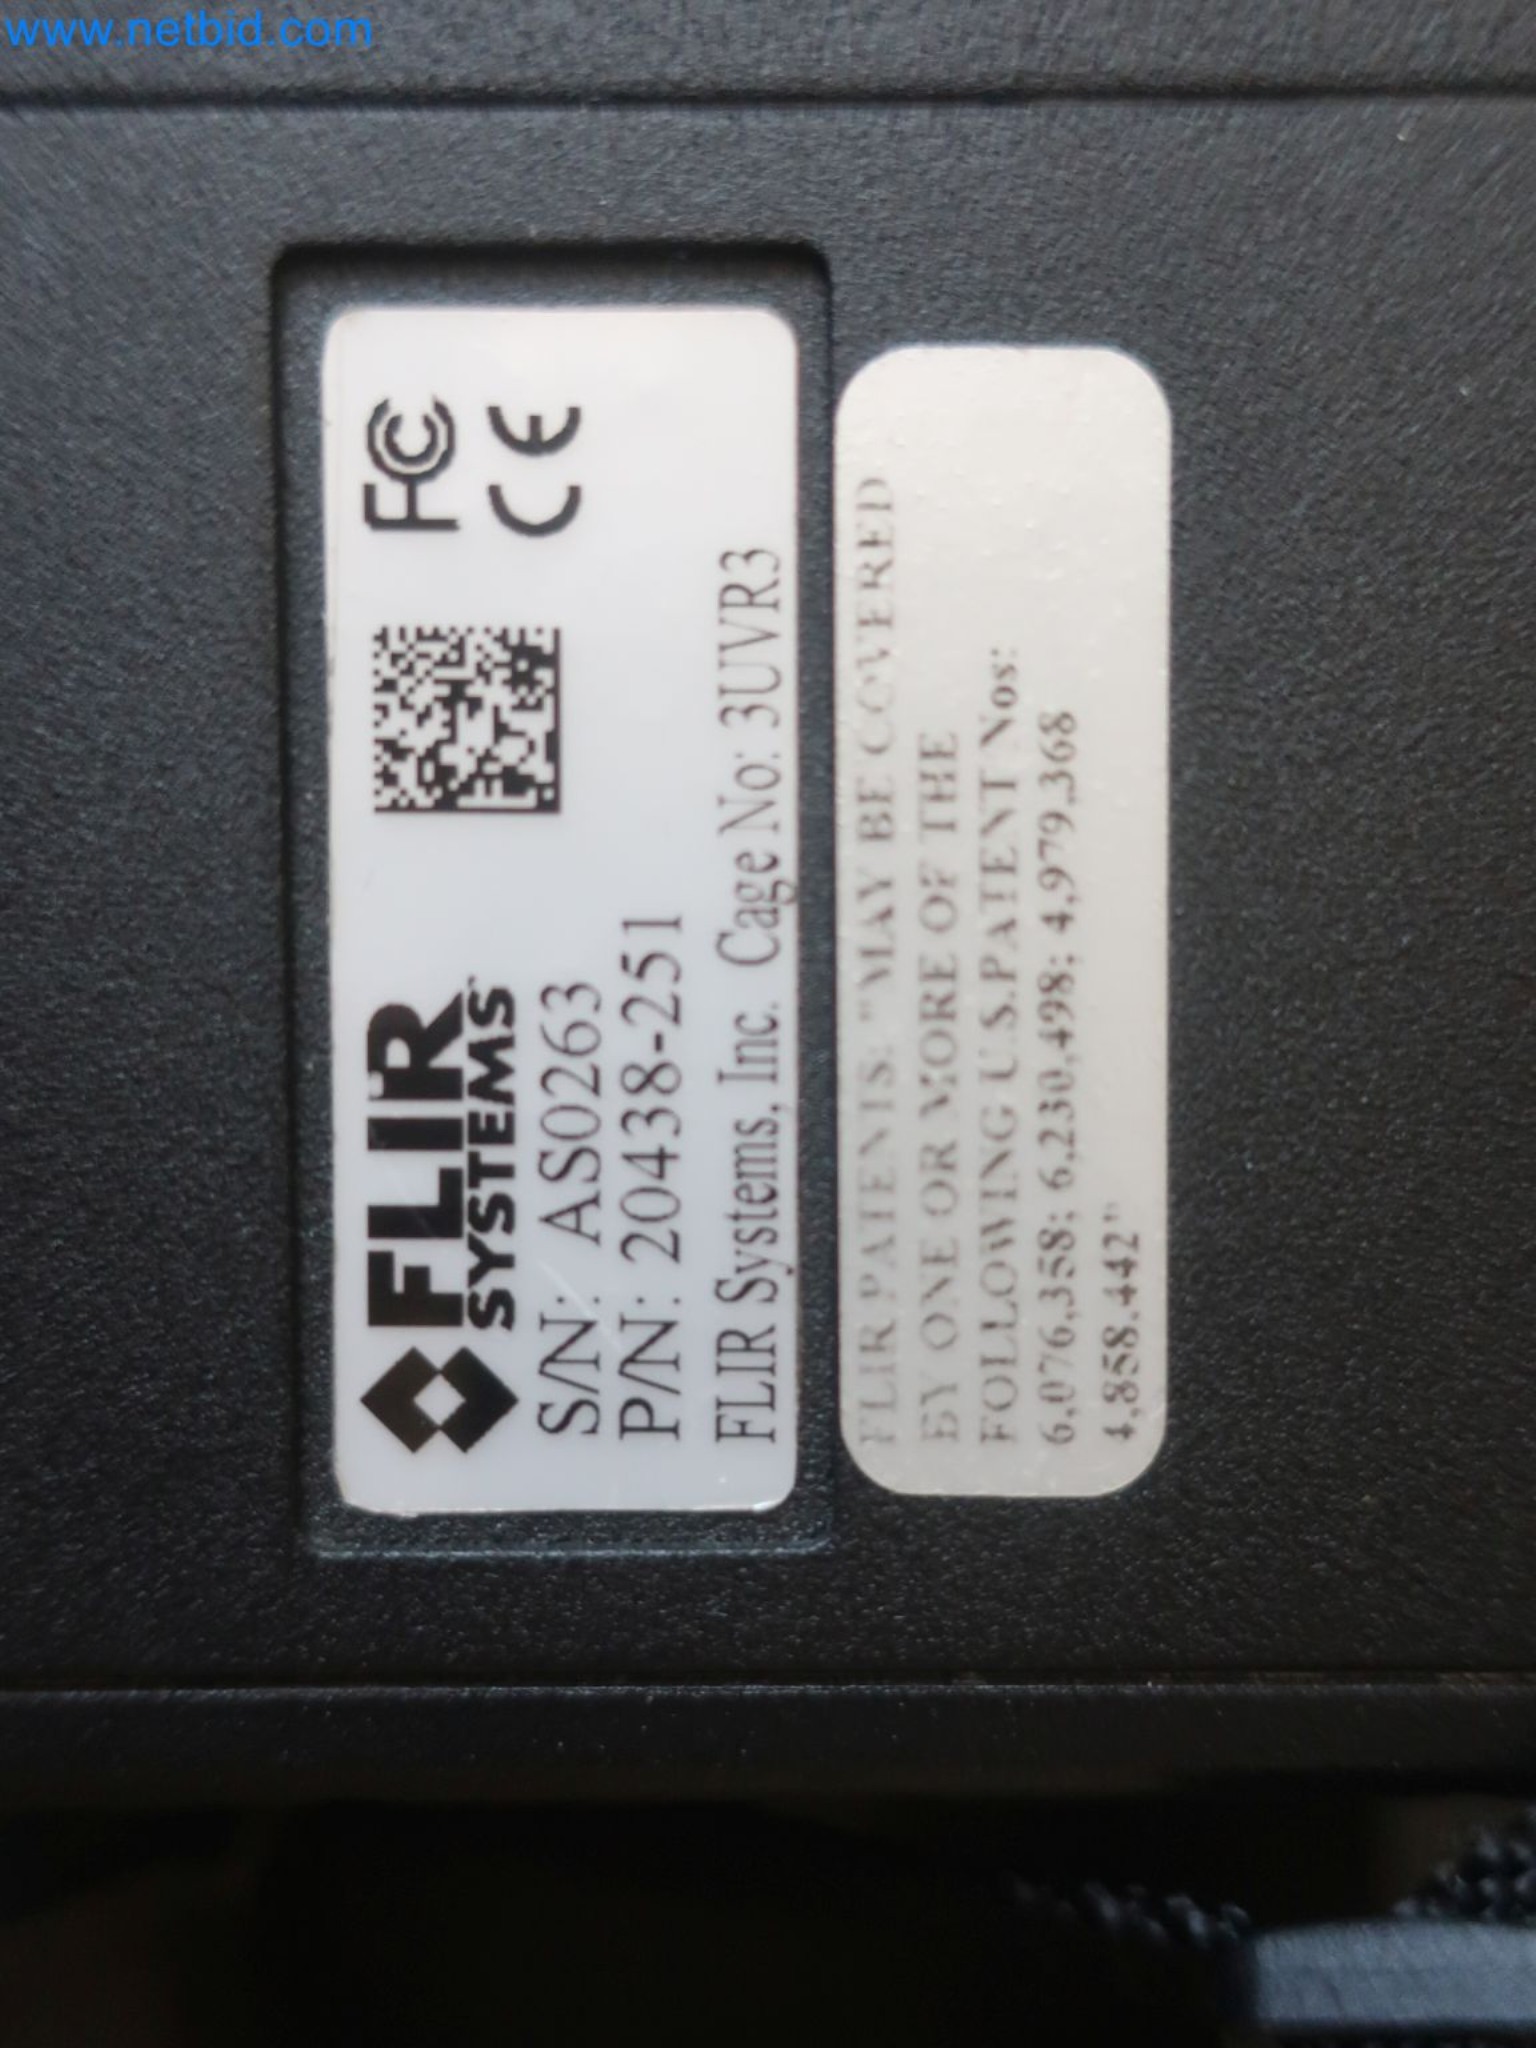 www.netbid.com
FLIR
SYSTEMS™
FC
CE
S/N: AS0263
P/N: 20438-251
FLIR Systems, Inc. Cage No: 3UVR3
FLIR PATENTS: "MAY BE COVERED
BY ONE OR MORE OF THE
FOLLOWING U.S.PATENT Nos:
6,076,358; 6,230,498; 4,979,368
4,858,442"